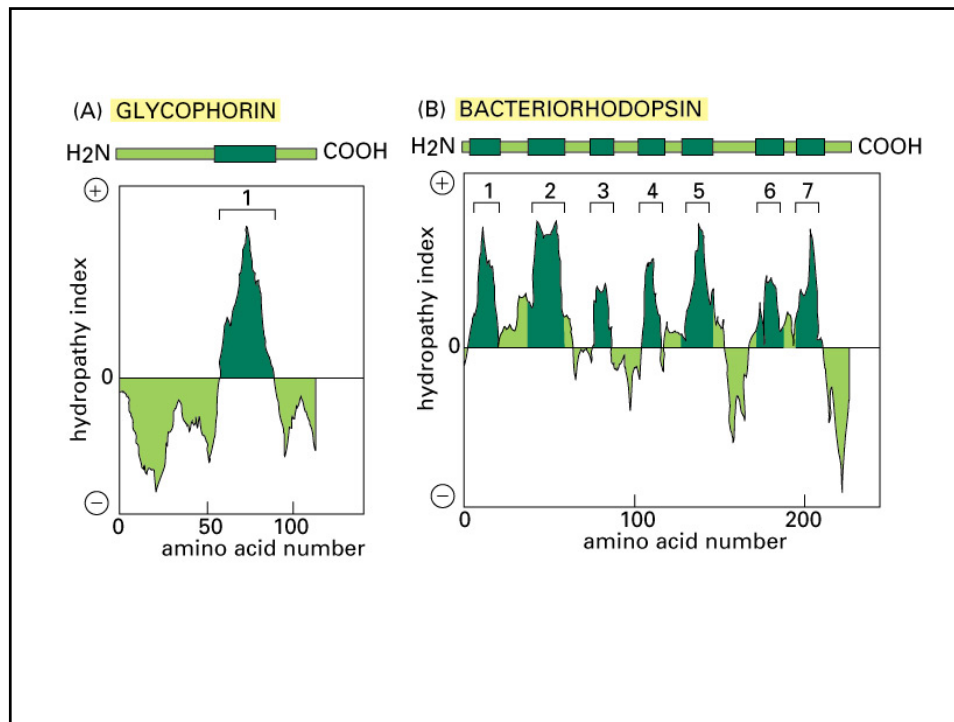 (A) GLYCOPHORIN
H₂N COOH
+
1
hydropathy index
0
−
0 50 100
amino acid number
(B) BACTERIORHODOPSIN
H₂N COOH
+
1 2 3 4 5 6 7
hydropathy index
0
−
0 100 200
amino acid number